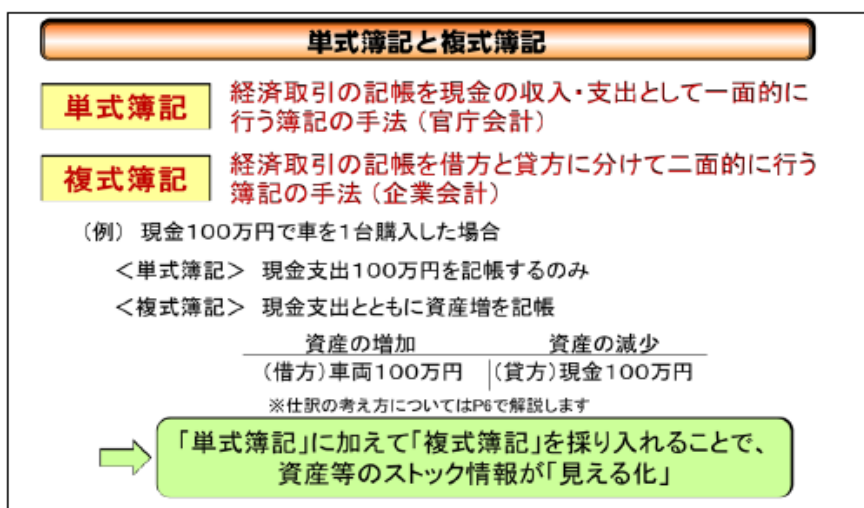 単式簿記と複式簿記
単式簿記
経済取引の記帳を現金の収入・支出として一面的に
行う簿記の手法（官庁会計）
複式簿記
経済取引の記帳を借方と貸方に分けて二面的に行う
簿記の手法（企業会計）
（例） 現金100万円で車を1台購入した場合
＜単式簿記＞ 現金支出100万円を記帳するのみ
＜複式簿記＞ 現金支出とともに資産増を記帳
資産の増加 資産の減少
（借方）車両100万円 （貸方）現金100万円
※仕訳の考え方についてはP6で解説します
「単式簿記」に加えて「複式簿記」を採り入れることで、
資産等のストック情報が「見える化」